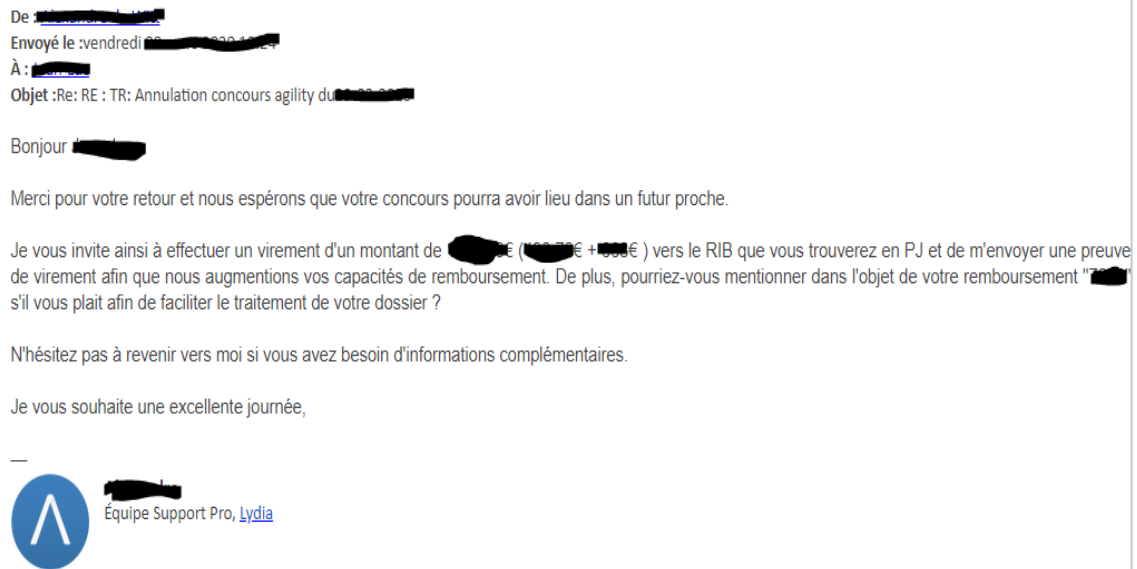 De :
Envoyé le :vendredi
À :
Objet :Re: RE : TR: Annulation concours agility du
Bonjour
Merci pour votre retour et nous espérons que votre concours pourra avoir lieu dans un futur proche.
Je vous invite ainsi à effectuer un virement d'un montant de € ( € + € ) vers le RIB que vous trouverez en PJ et de m'envoyer une preuve
de virement afin que nous augmentions vos capacités de remboursement. De plus, pourriez-vous mentionner dans l'objet de votre remboursement " "
s'il vous plait afin de faciliter le traitement de votre dossier ?
N'hésitez pas à revenir vers moi si vous avez besoin d'informations complémentaires.
Je vous souhaite une excellente journée,
—
Équipe Support Pro, Lydia